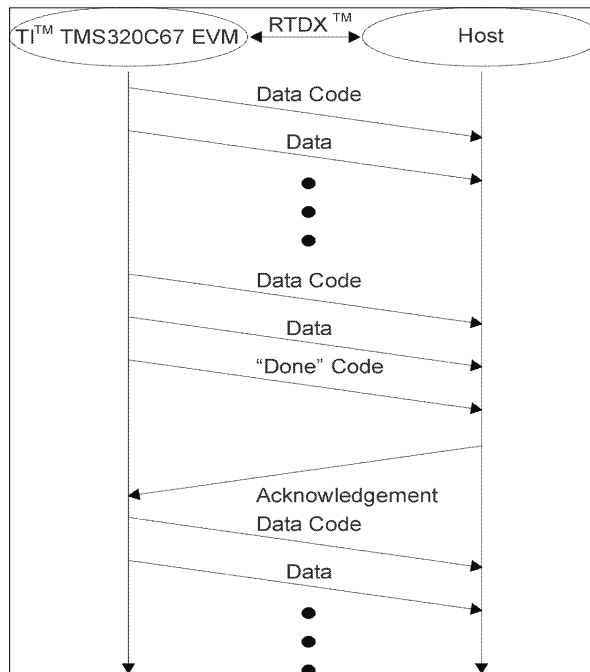 TI™ TMS320C67 EVM
RTDX™
Host
Data Code
Data
Data Code
Data
“Done” Code
Acknowledgement
Data Code
Data